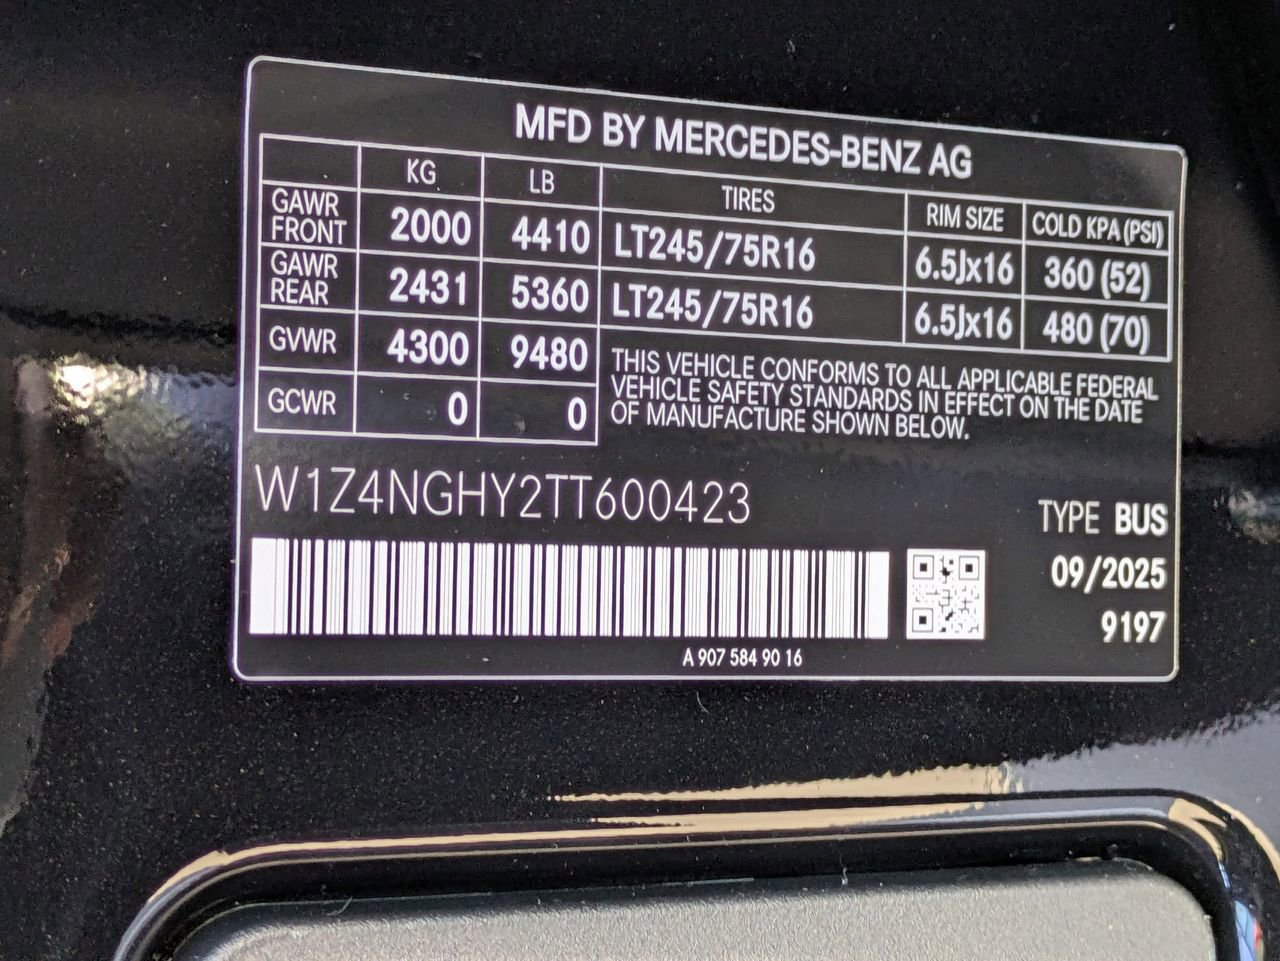 MFD BY MERCEDES-BENZ AG
KG LB TIRES RIM SIZE COLD KPA (PSI)
GAWR FRONT 2000 4410 LT245/75R16 6.5Jx16 360 (52)
GAWR REAR 2431 5360 LT245/75R16 6.5Jx16 480 (70)
GVWR 4300 9480
GCWR 0 0
THIS VEHICLE CONFORMS TO ALL APPLICABLE FEDERAL
VEHICLE SAFETY STANDARDS IN EFFECT ON THE DATE
OF MANUFACTURE SHOWN BELOW.
W1Z4NGHY2TT600423
TYPE BUS
09/2025
9197
A 907 584 90 16